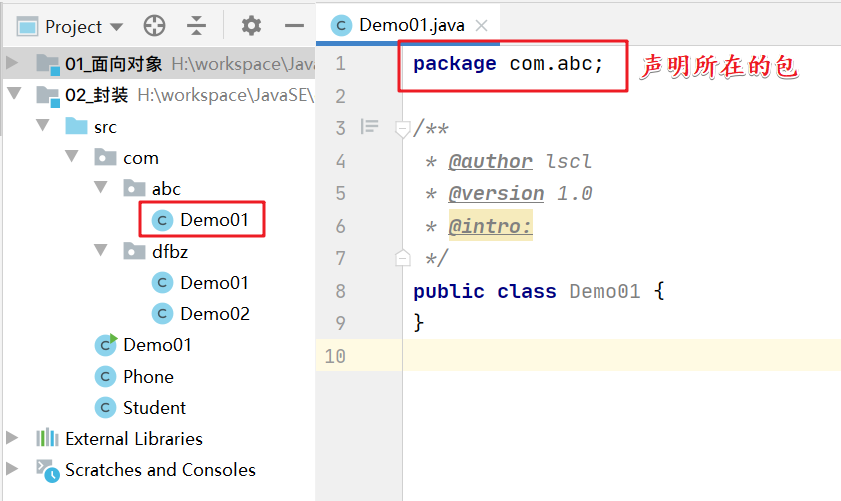 Project
Demo01.java
01_面向对象 H:\workspace\Java
02_封装 H:\workspace\JavaSE\
src
com
abc
Demo01
dfbz
Demo01
Demo02
Demo01
Phone
Student
External Libraries
Scratches and Consoles
1 package com.abc;
声明所在的包
2
3 /**
4 * @author lscl
5 * @version 1.0
6 * @intro:
7 */
8 public class Demo01 {
9 }
10